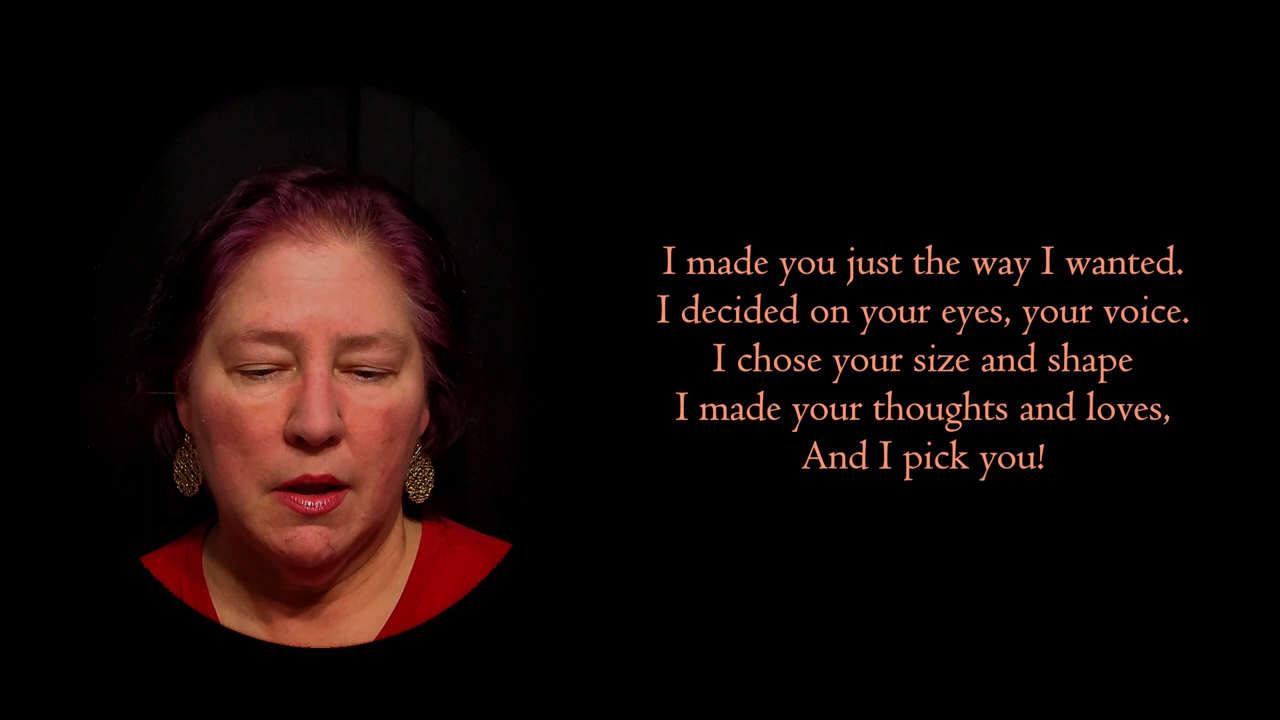 I made you just the way I wanted.
I decided on your eyes, your voice.
I chose your size and shape
I made your thoughts and loves,
And I pick you!